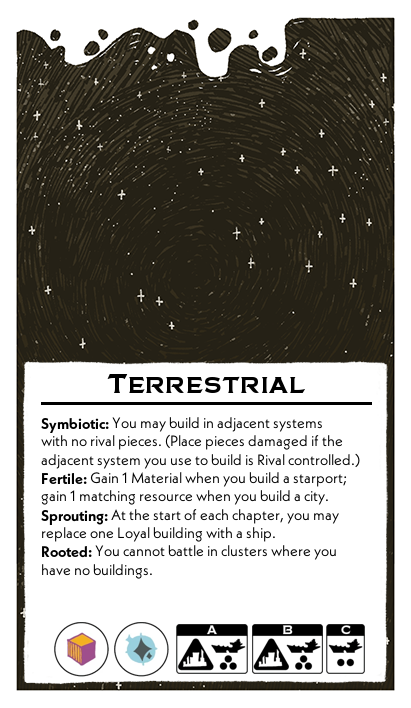 TERRESTRIAL
Symbiotic: You may build in adjacent systems
with no rival pieces. (Place pieces damaged if the
adjacent system you use to build is Rival controlled.)
Fertile: Gain 1 Material when you build a starport;
gain 1 matching resource when you build a city.
Sprouting: At the start of each chapter, you may
replace one Loyal building with a ship.
Rooted: You cannot battle in clusters where you
have no buildings.
A B C